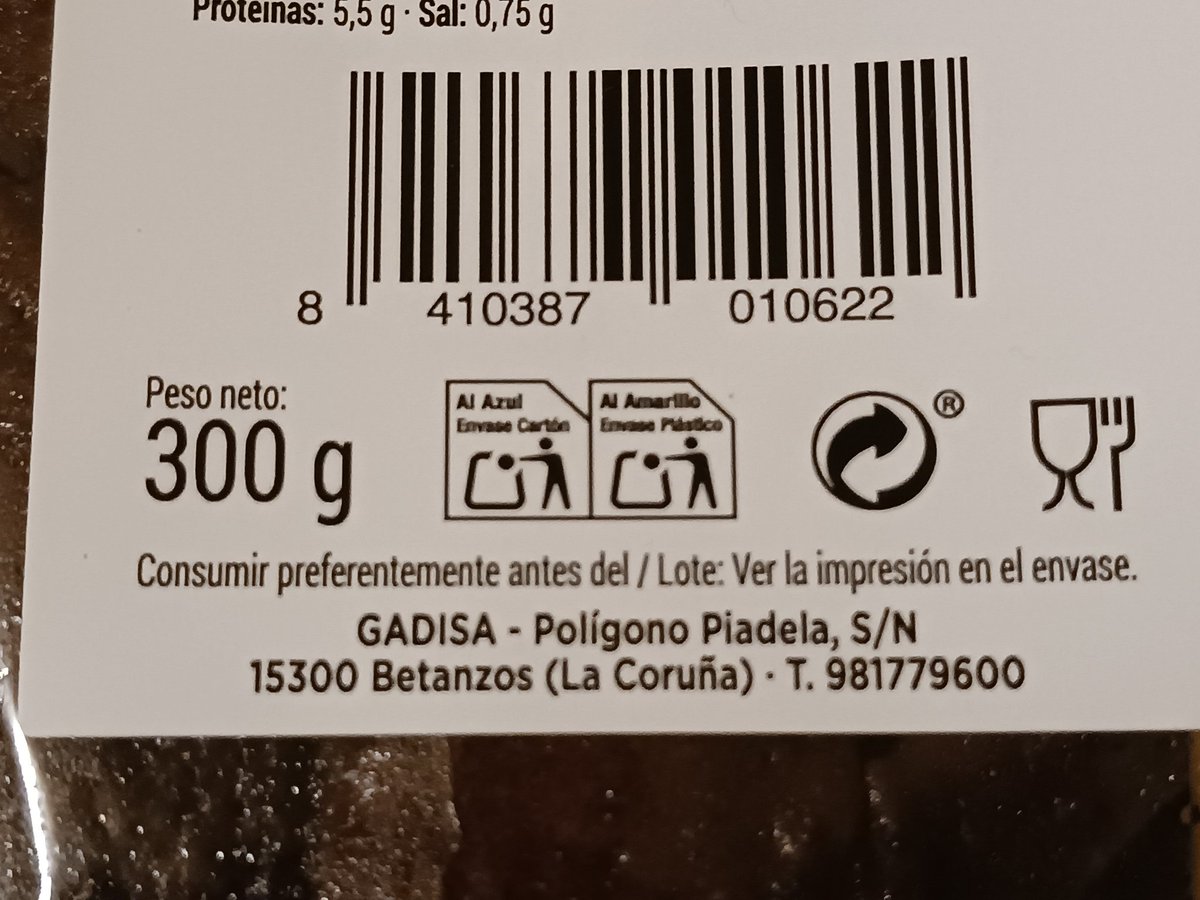 Proteínas: 5,5 g · Sal: 0,75 g
8 410387 010622
Peso neto:
300 g
Al Azul
Envase Cartón
Al Amarillo
Envase Plástico
®
Consumir preferentemente antes del / Lote: Ver la impresión en el envase.
GADISA - Polígono Piadela, S/N
15300 Betanzos (La Coruña) · T. 981779600